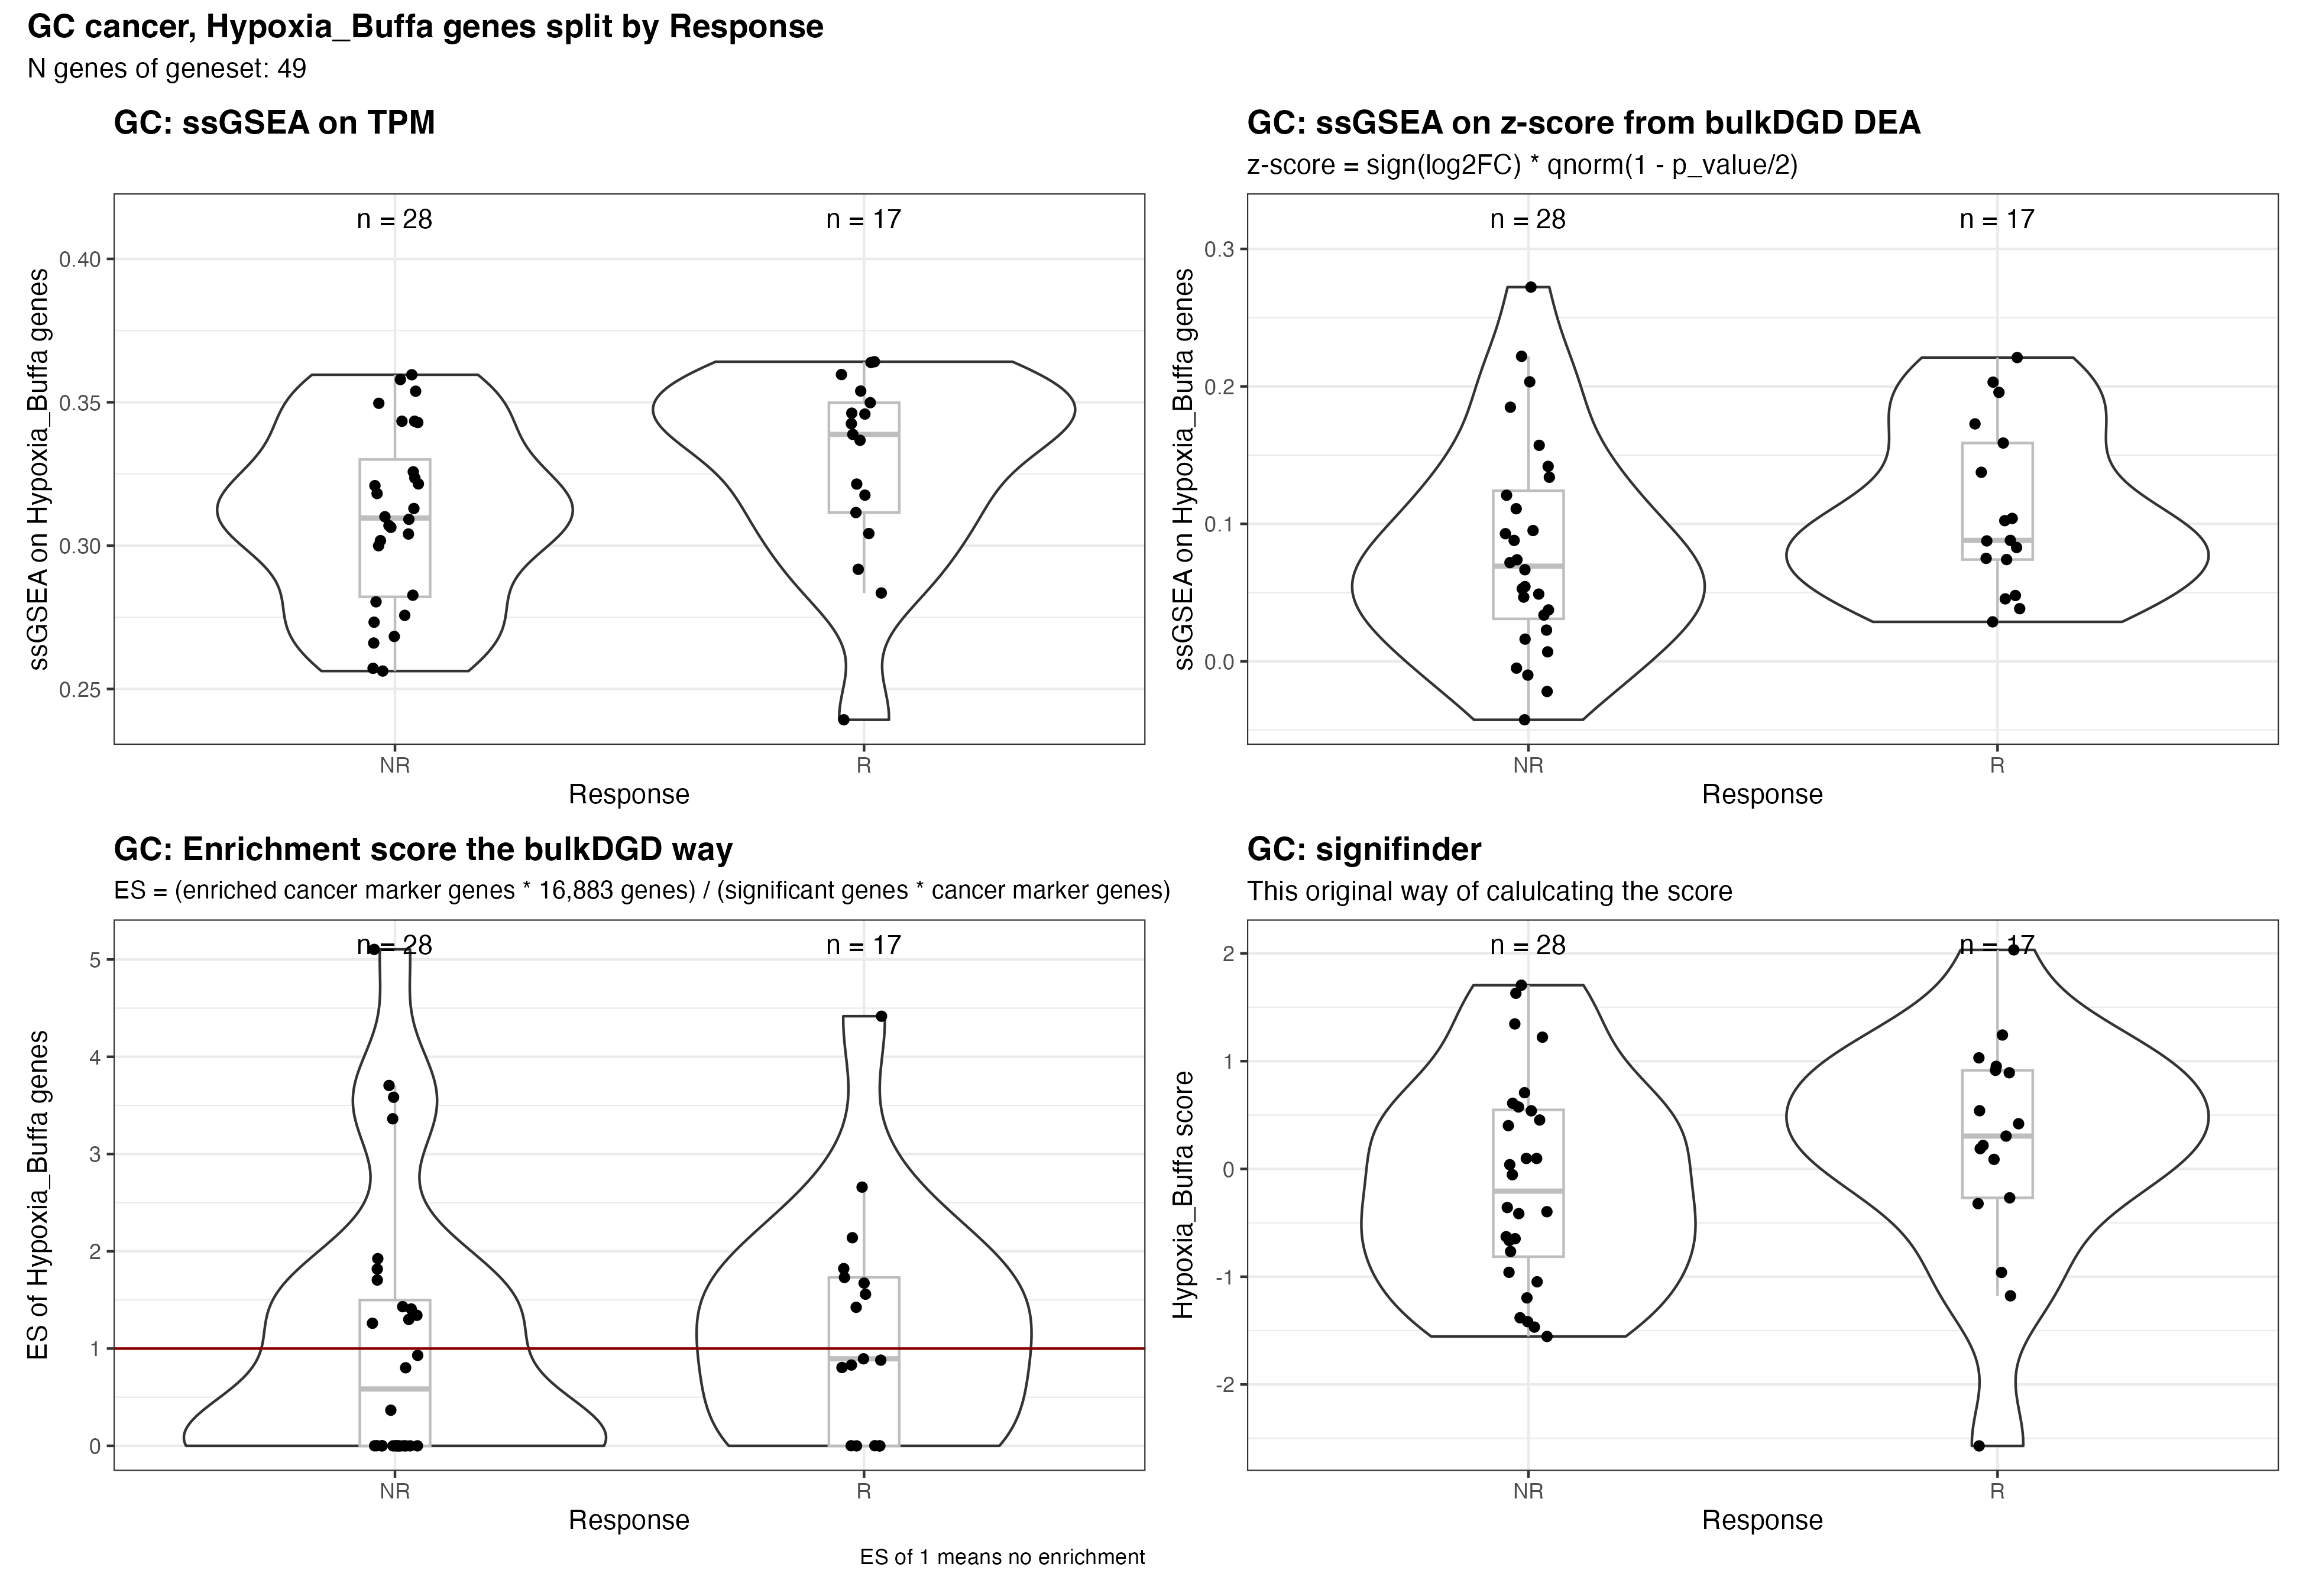 GC cancer, Hypoxia_Buffa genes split by Response
N genes of geneset: 49
GC: ssGSEA on TPM
n = 28
n = 17
0.40
0.35
0.30
0.25
ssGSEA on Hypoxia_Buffa genes
NR
R
Response
GC: ssGSEA on z-score from bulkDGD DEA
z-score = sign(log2FC) * qnorm(1 - p_value/2)
n = 28
n = 17
0.3
0.2
0.1
0.0
ssGSEA on Hypoxia_Buffa genes
NR
R
Response
GC: Enrichment score the bulkDGD way
ES = (enriched cancer marker genes * 16,883 genes) / (significant genes * cancer marker genes)
n = 28
n = 17
5
4
3
2
1
0
ES of Hypoxia_Buffa genes
NR
R
Response
ES of 1 means no enrichment
GC: signifinder
This original way of calulcating the score
n = 28
n = 17
2
1
0
-1
-2
Hypoxia_Buffa score
NR
R
Response